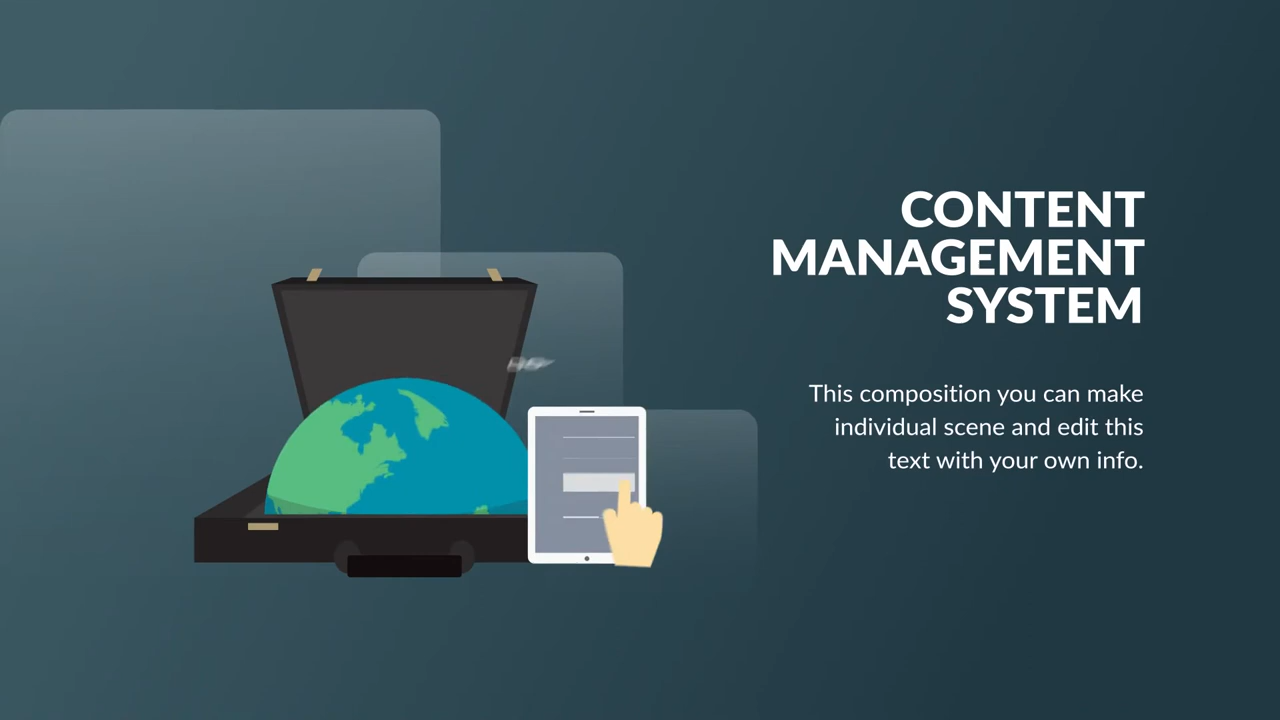 CONTENT
MANAGEMENT
SYSTEM
This composition you can make
individual scene and edit this
text with your own info.